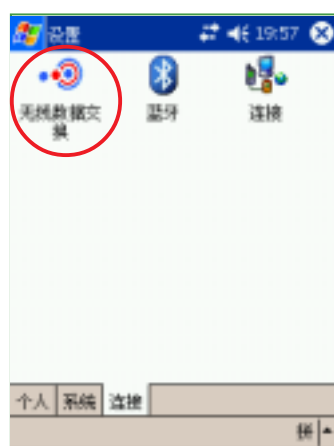 设置 19:57
无线数据交
换
蓝牙
连接
个人 系统 连接
拼